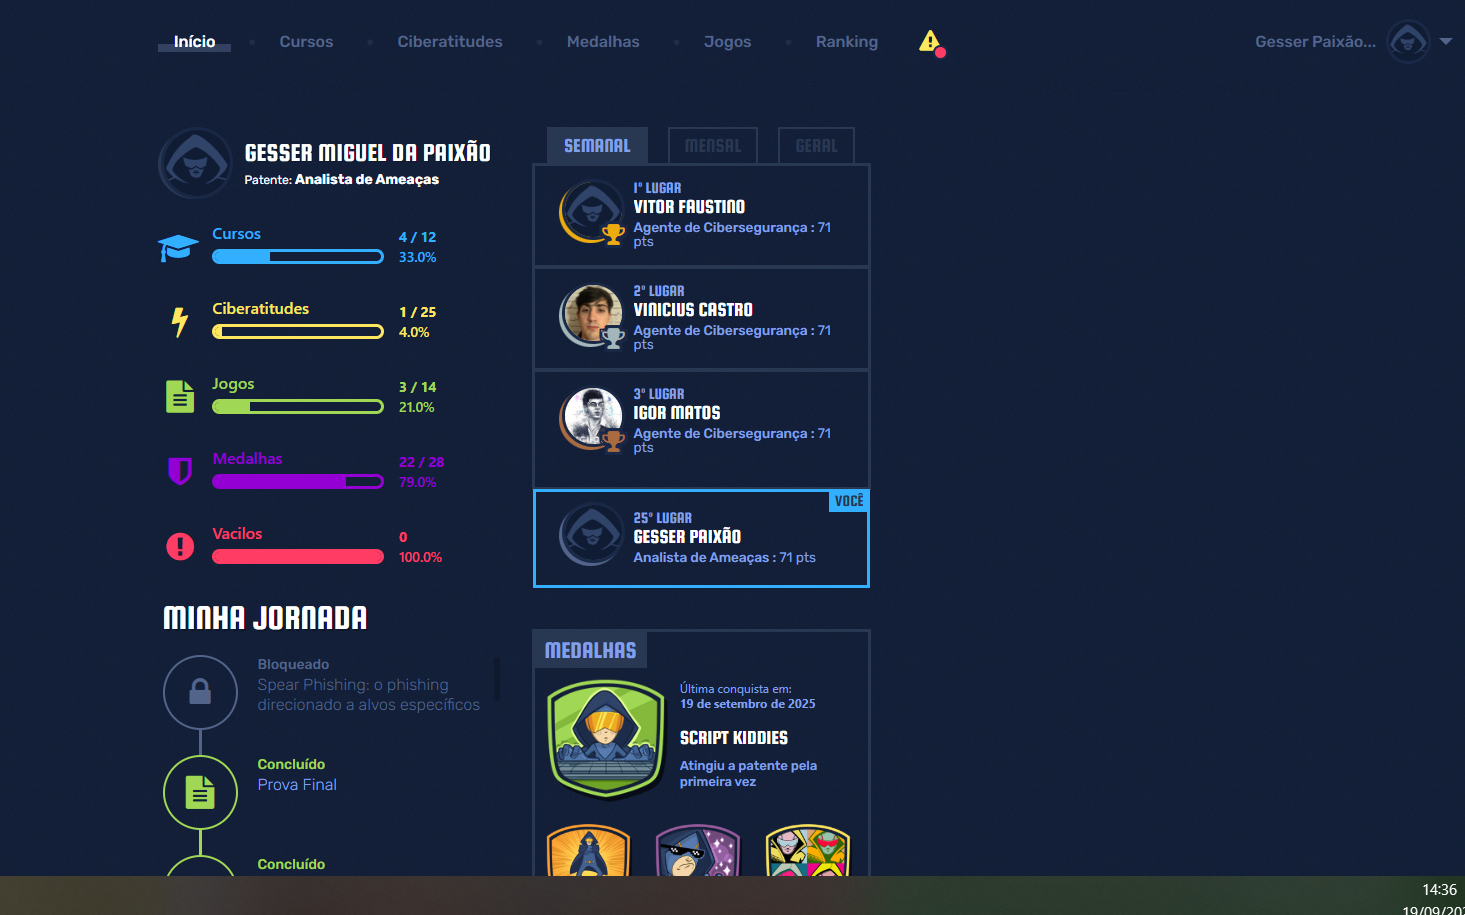 Início
Cursos
Ciberatitudes
Medalhas
Jogos
Ranking
Gesser Paixão...
GESSER MIGUEL DA PAIXÃO
Patente: Analista de Ameaças
Cursos
4 / 12
33.0%
Ciberatitudes
1 / 25
4.0%
Jogos
3 / 14
21.0%
Medalhas
22 / 28
79.0%
Vacilos
0
100.0%
MINHA JORNADA
Bloqueado
Spear Phishing: o phishing
direcionado a alvos específicos
Concluído
Prova Final
Concluído
SEMANAL
MENSAL
GERAL
1º LUGAR
VITOR FAUSTINO
Agente de Cibersegurança : 71
pts
2º LUGAR
VINICIUS CASTRO
Agente de Cibersegurança : 71
pts
3º LUGAR
IGOR MATOS
Agente de Cibersegurança : 71
pts
VOCÊ
25º LUGAR
GESSER PAIXÃO
Analista de Ameaças : 71 pts
MEDALHAS
Última conquista em:
19 de setembro de 2025
SCRIPT KIDDIES
Atingiu a patente pela
primeira vez
14:36
19/09/20